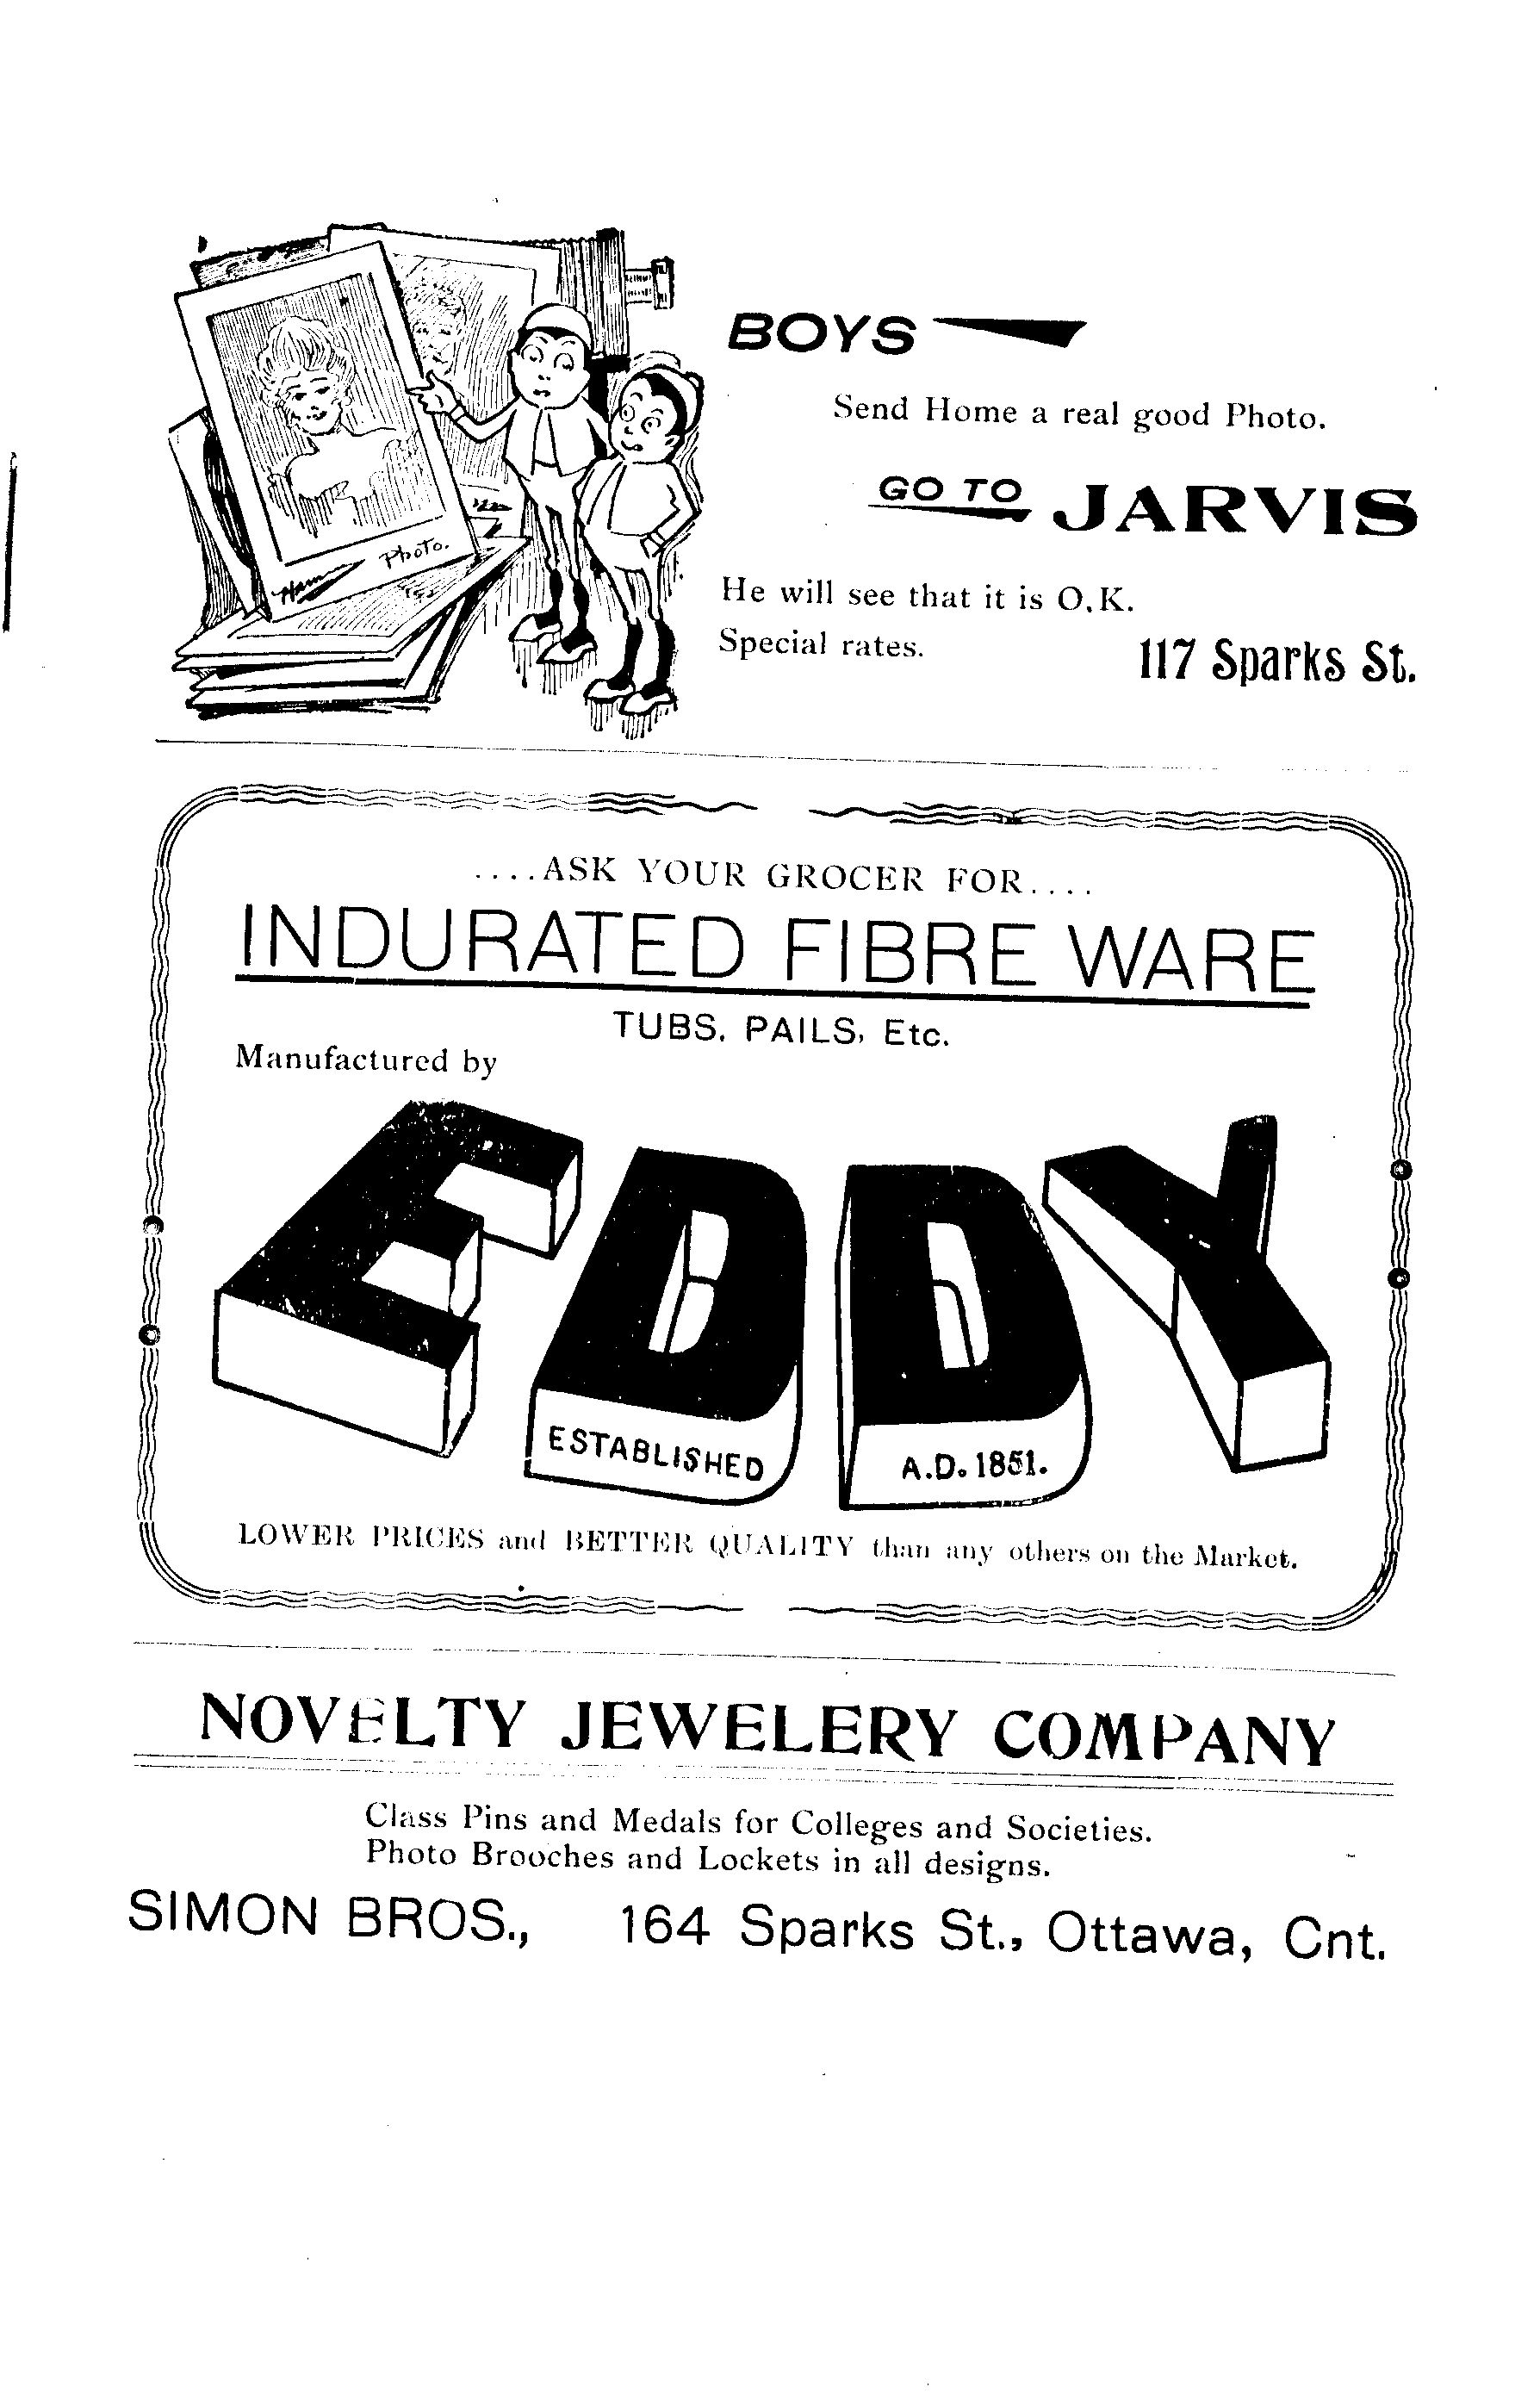 BOYS
Send Home a real good Photo.
GO TO JARVIS
He will see that it is O.K.
Special rates.
117 Sparks St.
Photo.
....ASK YOUR GROCER FOR....
INDURATED FIBRE WARE
TUBS, PAILS, Etc.
Manufactured by
EDDY
ESTABLISHED A.D. 1851.
LOWER PRICES and BETTER QUALITY than any others on the Market.
NOVELTY JEWELERY COMPANY
Class Pins and Medals for Colleges and Societies.
Photo Brooches and Lockets in all designs.
SIMON BROS., 164 Sparks St., Ottawa, Cnt.